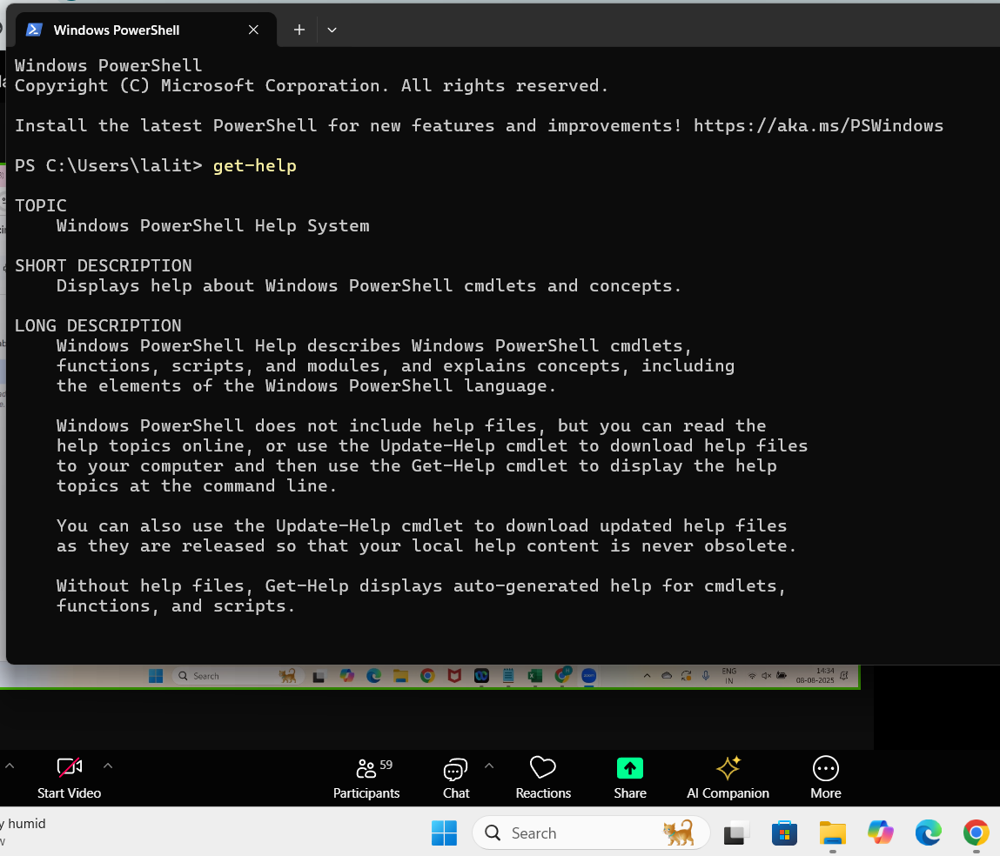 Windows PowerShell
Windows PowerShell
Copyright (C) Microsoft Corporation. All rights reserved.
Install the latest PowerShell for new features and improvements! https://aka.ms/PSWindows
PS C:\Users\lalit> get-help
TOPIC
Windows PowerShell Help System
SHORT DESCRIPTION
Displays help about Windows PowerShell cmdlets and concepts.
LONG DESCRIPTION
Windows PowerShell Help describes Windows PowerShell cmdlets,
functions, scripts, and modules, and explains concepts, including
the elements of the Windows PowerShell language.
Windows PowerShell does not include help files, but you can read the
help topics online, or use the Update-Help cmdlet to download help files
to your computer and then use the Get-Help cmdlet to display the help
topics at the command line.
You can also use the Update-Help cmdlet to download updated help files
as they are released so that your local help content is never obsolete.
Without help files, Get-Help displays auto-generated help for cmdlets,
functions, and scripts.
Search
ENG
IN
14:34
08-08-2025
59
Start Video
Participants
Chat
Reactions
Share
AI Companion
More
y humid
w
Search